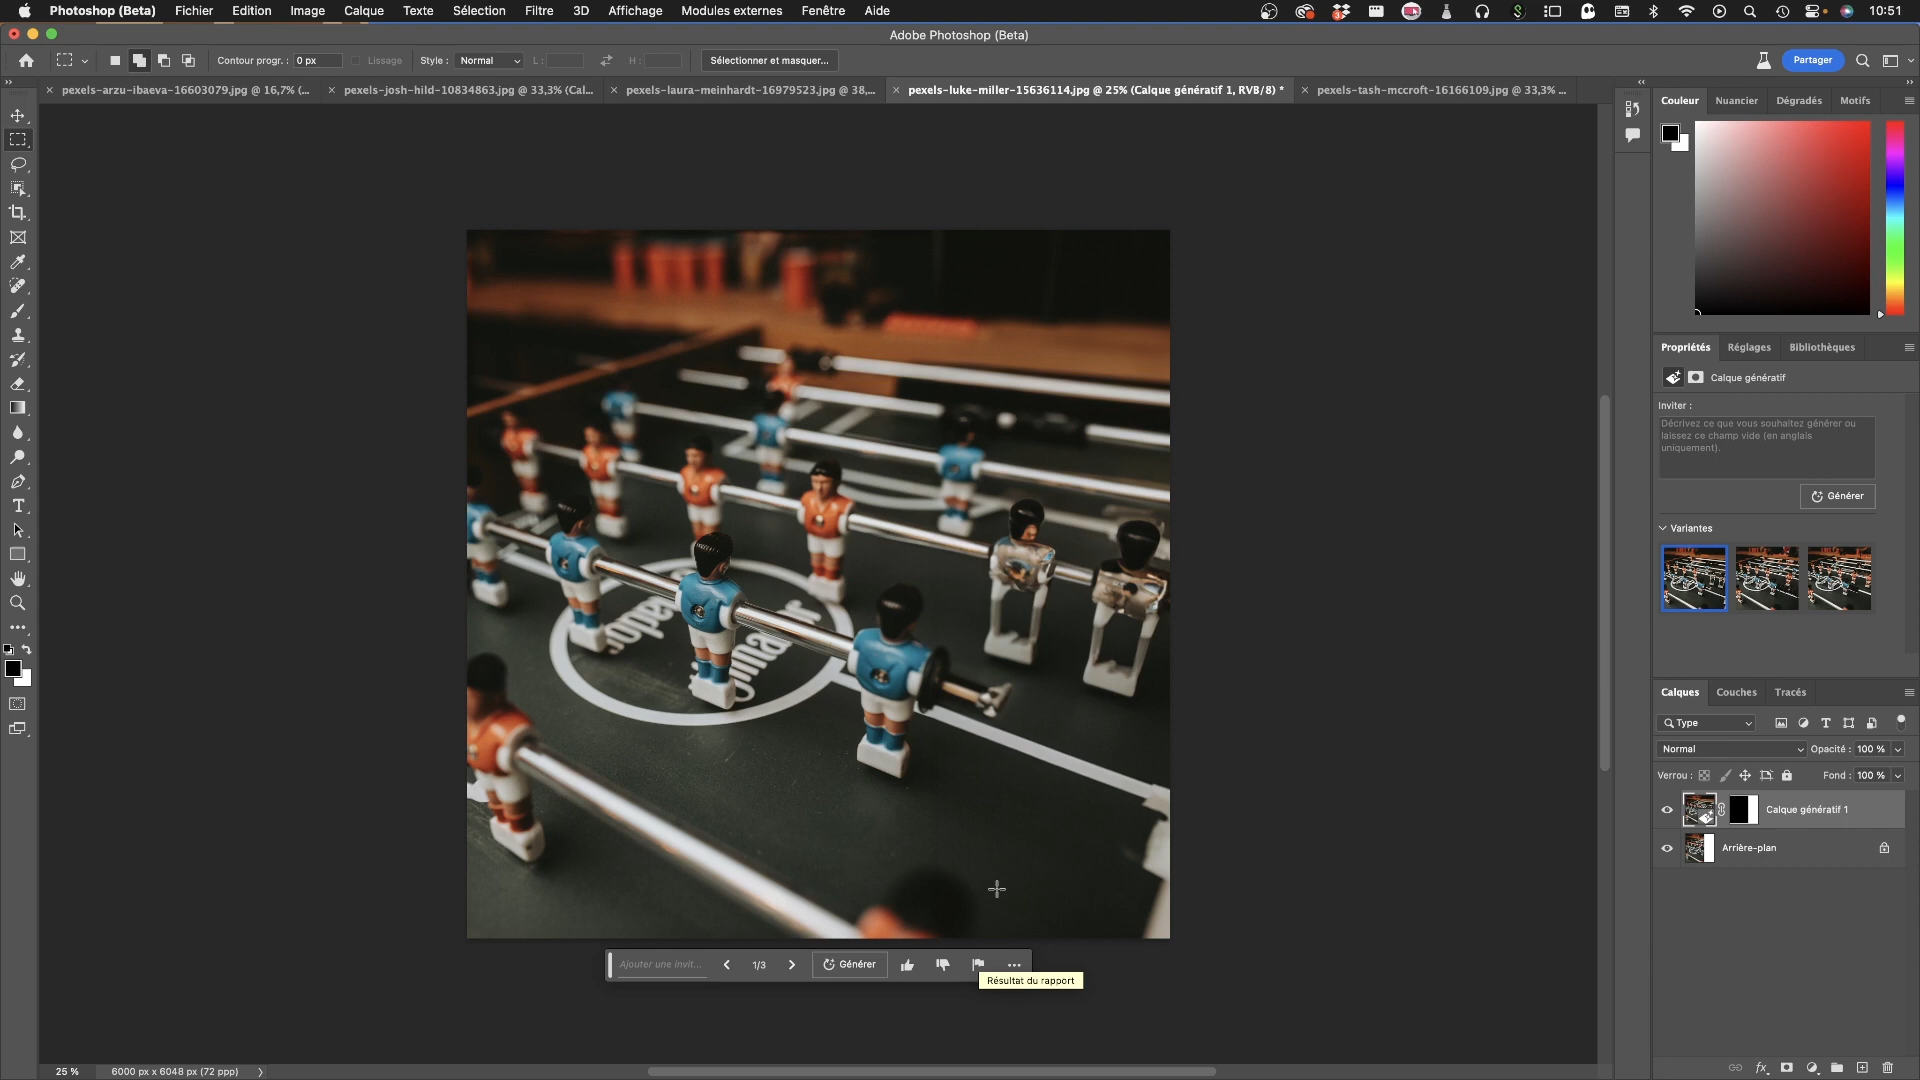 Photoshop (Beta) Fichier Edition Image Calque Texte Sélection Filtre 3D Affichage Modules externes Fenêtre Aide 10:51
Adobe Photoshop (Beta)
Contour progr. : 0 px Lissage Style : Normal L : H : Sélectionner et masquer... Partager
pexels-arzu-ibaeva-16603079.jpg @ 16,7% (... pexels-josh-hild-10834863.jpg @ 33,3% (Cal... pexels-laura-meinhardt-16979523.jpg @ 38,... pexels-luke-miller-15636114.jpg @ 25% (Calque génératif 1, RVB/8) * pexels-tash-mccroft-16166109.jpg @ 33,3% ...
Couleur Nuancier Dégradés Motifs
Propriétés Réglages Bibliothèques
Calque génératif
Inviter :
Décrivez ce que vous souhaitez générer ou
laissez ce champ vide (en anglais
uniquement).
Générer
Variantes
Calques Couches Tracés
Type
Normal Opacité : 100 %
Verrou : Fond : 100 %
Calque génératif 1
Arrière-plan
Ajouter une invit... 1/3 Générer
Résultat du rapport
25 % 6000 px x 6048 px (72 ppp)